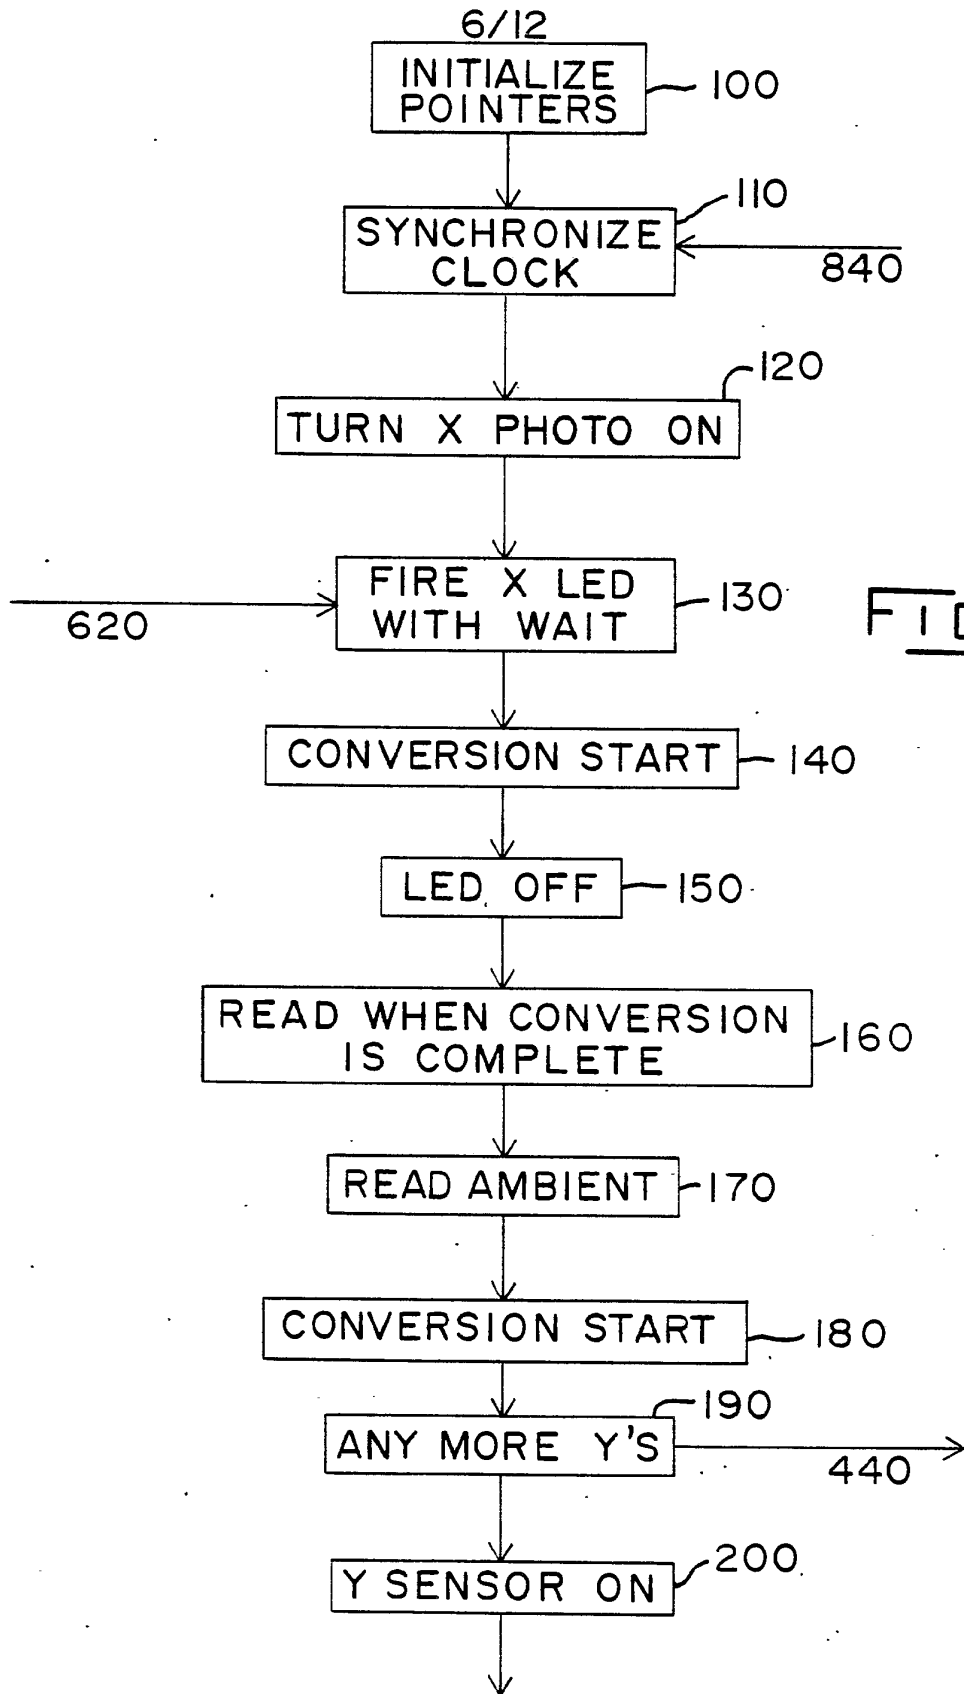 6/12
INITIALIZE
POINTERS
100
110
SYNCHRONIZE
CLOCK
840
120
TURN X PHOTO ON
FIRE X LED
WITH WAIT
130
620
CONVERSION START
140
LED OFF
150
READ WHEN CONVERSION
IS COMPLETE
160
READ AMBIENT
170
CONVERSION START
180
190
ANY MORE Y'S
440
200
Y SENSOR ON